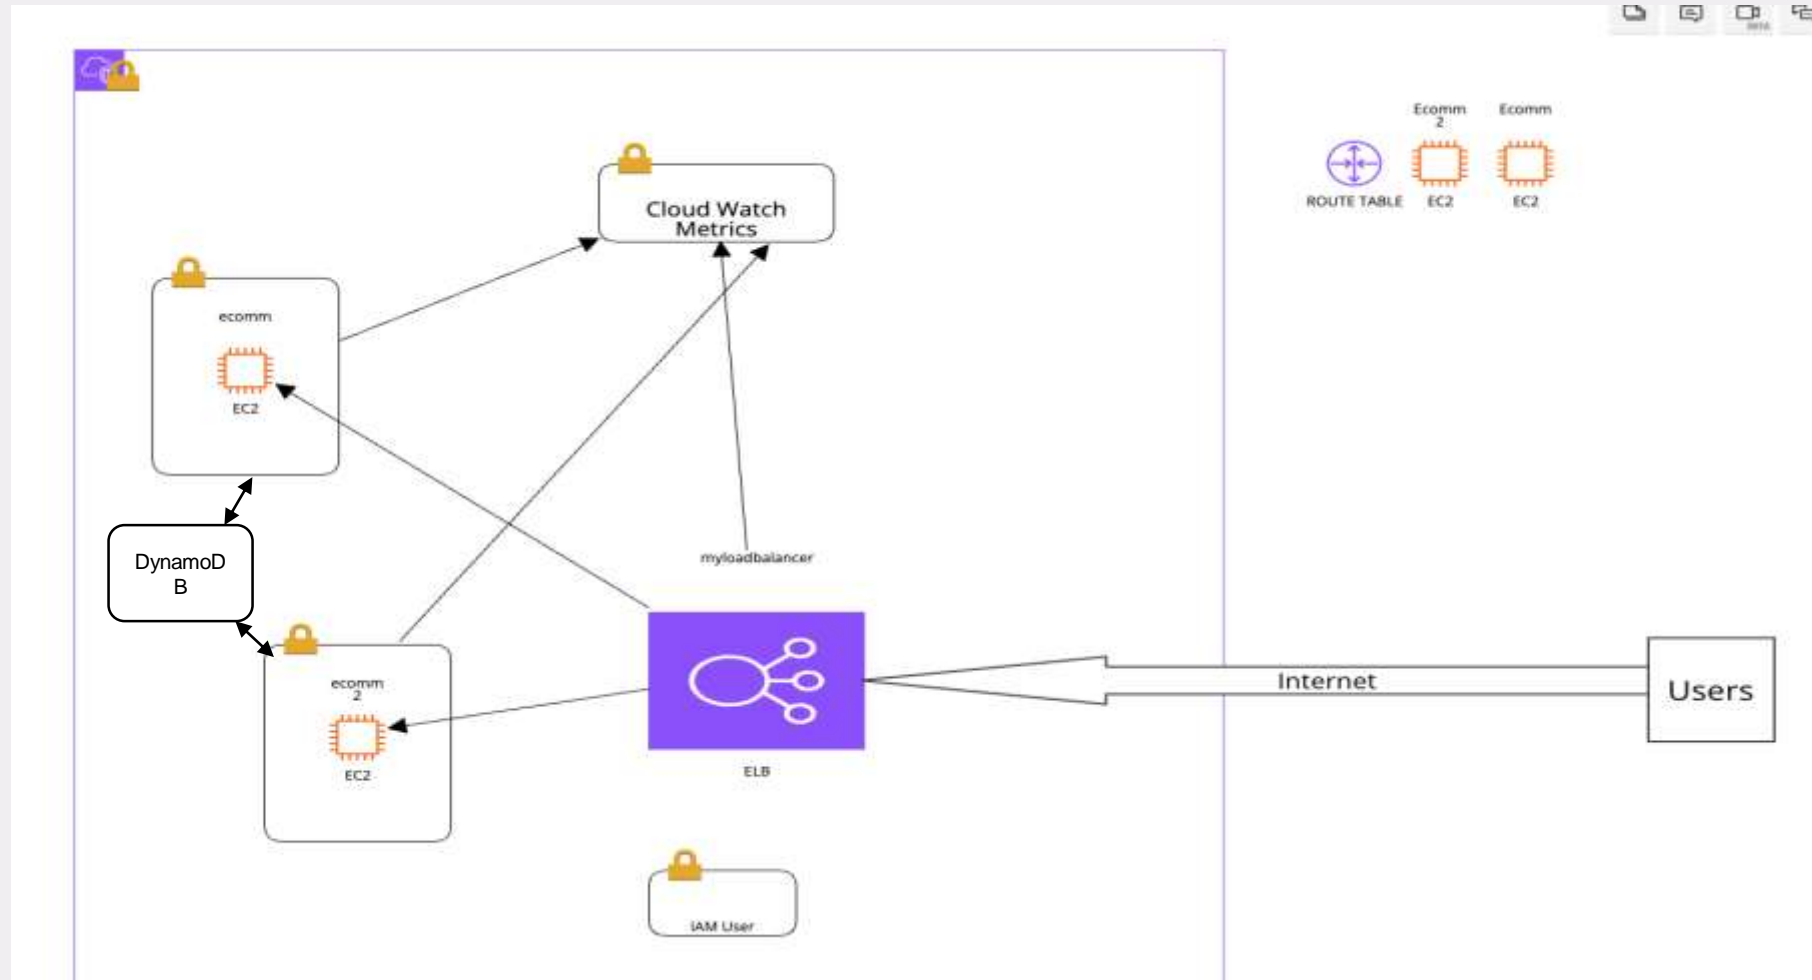 BETA
Ecomm
2
Ecomm
ROUTE TABLE
EC2
EC2
Cloud Watch
Metrics
ecomm
EC2
DynamoD
B
myloadbalancer
ecomm
2
EC2
ELB
Internet
Users
IAM User